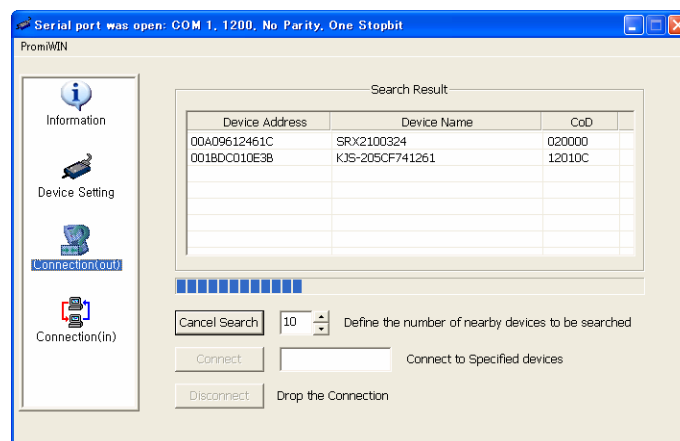 Serial port was open: COM 1, 1200, No Parity, One Stopbit
PromiWIN
Information
Device Setting
Connection(out)
Connection(in)
Search Result
Device Address Device Name CoD
00A09612461C SRX2100324 020000
001BDC010E3B KJS-205CF741261 12010C
Cancel Search 10 Define the number of nearby devices to be searched
Connect Connect to Specified devices
Disconnect Drop the Connection